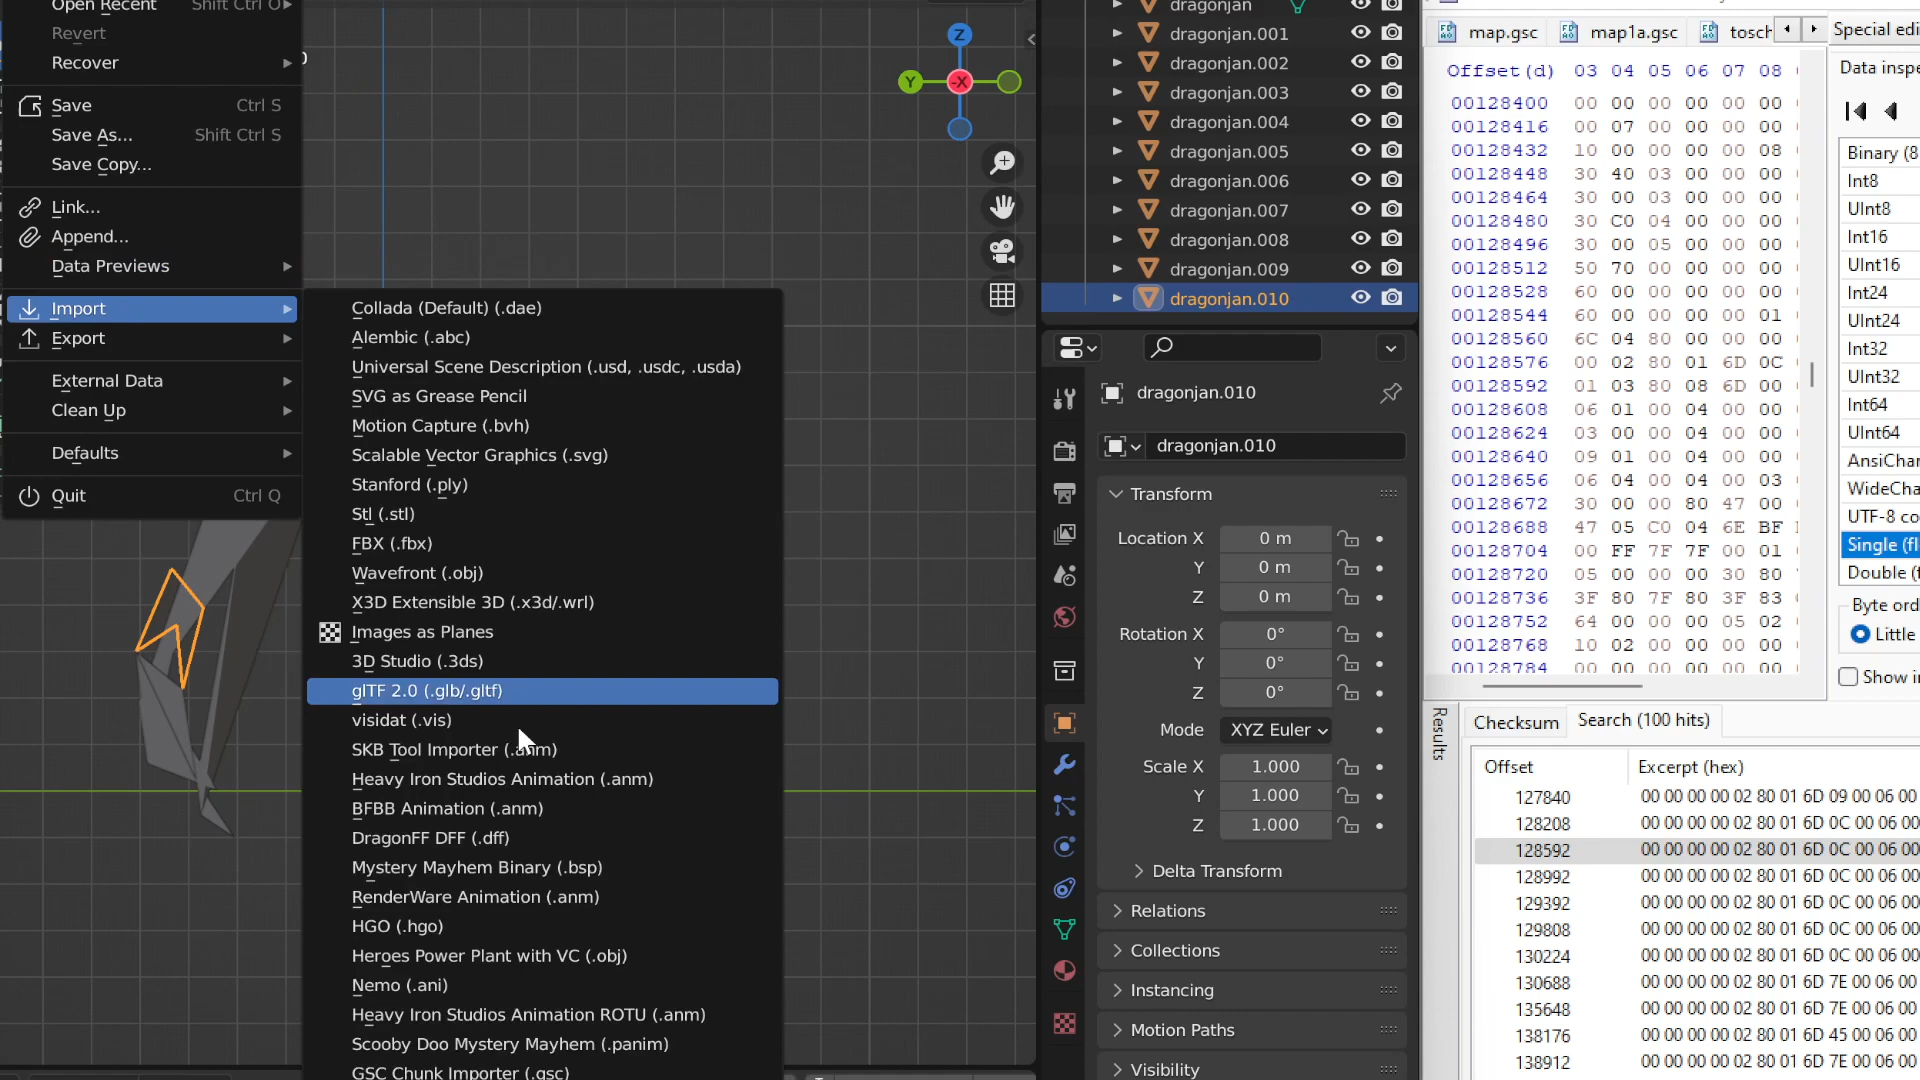 Open Recent Shift Ctrl O
Revert
Recover
Save Ctrl S
Save As... Shift Ctrl S
Save Copy...
Link...
Append...
Data Previews
Import
Export
External Data
Clean Up
Defaults
Quit Ctrl Q
Collada (Default) (.dae)
Alembic (.abc)
Universal Scene Description (.usd, .usdc, .usda)
SVG as Grease Pencil
Motion Capture (.bvh)
Scalable Vector Graphics (.svg)
Stanford (.ply)
Stl (.stl)
FBX (.fbx)
Wavefront (.obj)
X3D Extensible 3D (.x3d/.wrl)
Images as Planes
3D Studio (.3ds)
glTF 2.0 (.glb/.gltf)
visidat (.vis)
SKB Tool Importer (.anm)
Heavy Iron Studios Animation (.anm)
BFBB Animation (.anm)
DragonFF DFF (.dff)
Mystery Mayhem Binary (.bsp)
RenderWare Animation (.anm)
HGO (.hgo)
Heroes Power Plant with VC (.obj)
Nemo (.ani)
Heavy Iron Studios Animation ROTU (.anm)
Scooby Doo Mystery Mayhem (.panim)
GSC Chunk Importer (.gsc)
Z
Y
-X
dragonjan
dragonjan.001
dragonjan.002
dragonjan.003
dragonjan.004
dragonjan.005
dragonjan.006
dragonjan.007
dragonjan.008
dragonjan.009
dragonjan.010
dragonjan.010
dragonjan.010
Transform
Location X 0 m
Y 0 m
Z 0 m
Rotation X 0°
Y 0°
Z 0°
Mode XYZ Euler
Scale X 1.000
Y 1.000
Z 1.000
Delta Transform
Relations
Collections
Instancing
Motion Paths
Visibility
map.gsc map1a.gsc tosch
Offset(d) 03 04 05 06 07 08
00128400 00 00 00 00 00 00
00128416 00 07 00 00 00 00
00128432 10 00 00 00 00 08
00128448 30 40 03 00 00 00
00128464 30 00 03 00 00 00
00128480 30 C0 04 00 00 00
00128496 30 00 05 00 00 00
00128512 50 70 00 00 00 00
00128528 60 00 00 00 00 00
00128544 60 00 00 00 00 01
00128560 6C 04 80 00 00 00
00128576 00 02 80 01 6D 0C
00128592 01 03 80 08 6D 00
00128608 06 01 00 04 00 00
00128624 03 00 00 04 00 00
00128640 09 01 00 04 00 00
00128656 06 04 00 04 00 03
00128672 30 00 00 80 47 00
00128688 47 05 C0 04 6E BF
00128704 00 FF 7F 7F 00 01
00128720 05 00 00 00 30 80
00128736 3F 80 7F 80 3F 83
00128752 64 00 00 00 05 02
00128768 10 02 00 00 00 00
00128784 00 00 00 00 00 00
Special edi
Data inspe
Binary (8
Int8
UInt8
Int16
UInt16
Int24
UInt24
Int32
UInt32
Int64
UInt64
AnsiChar
WideCha
UTF-8 co
Single (fl
Double (f
Byte ord
Little
Show in
Results
Checksum Search (100 hits)
Offset Excerpt (hex)
127840 00 00 00 00 02 80 01 6D 09 00 06 00
128208 00 00 00 00 02 80 01 6D 0C 00 06 00
128592 00 00 00 00 02 80 01 6D 0C 00 06 00
128992 00 00 00 00 02 80 01 6D 0C 00 06 00
129392 00 00 00 00 02 80 01 6D 0C 00 06 00
129808 00 00 00 00 02 80 01 6D 0C 00 06 00
130224 00 00 00 00 02 80 01 6D 0C 00 06 00
130688 00 00 00 00 02 80 01 6D 7E 00 06 00
135648 00 00 00 00 02 80 01 6D 7E 00 06 00
138176 00 00 00 00 02 80 01 6D 45 00 06 00
138912 00 00 00 00 02 80 01 6D 7E 00 06 00